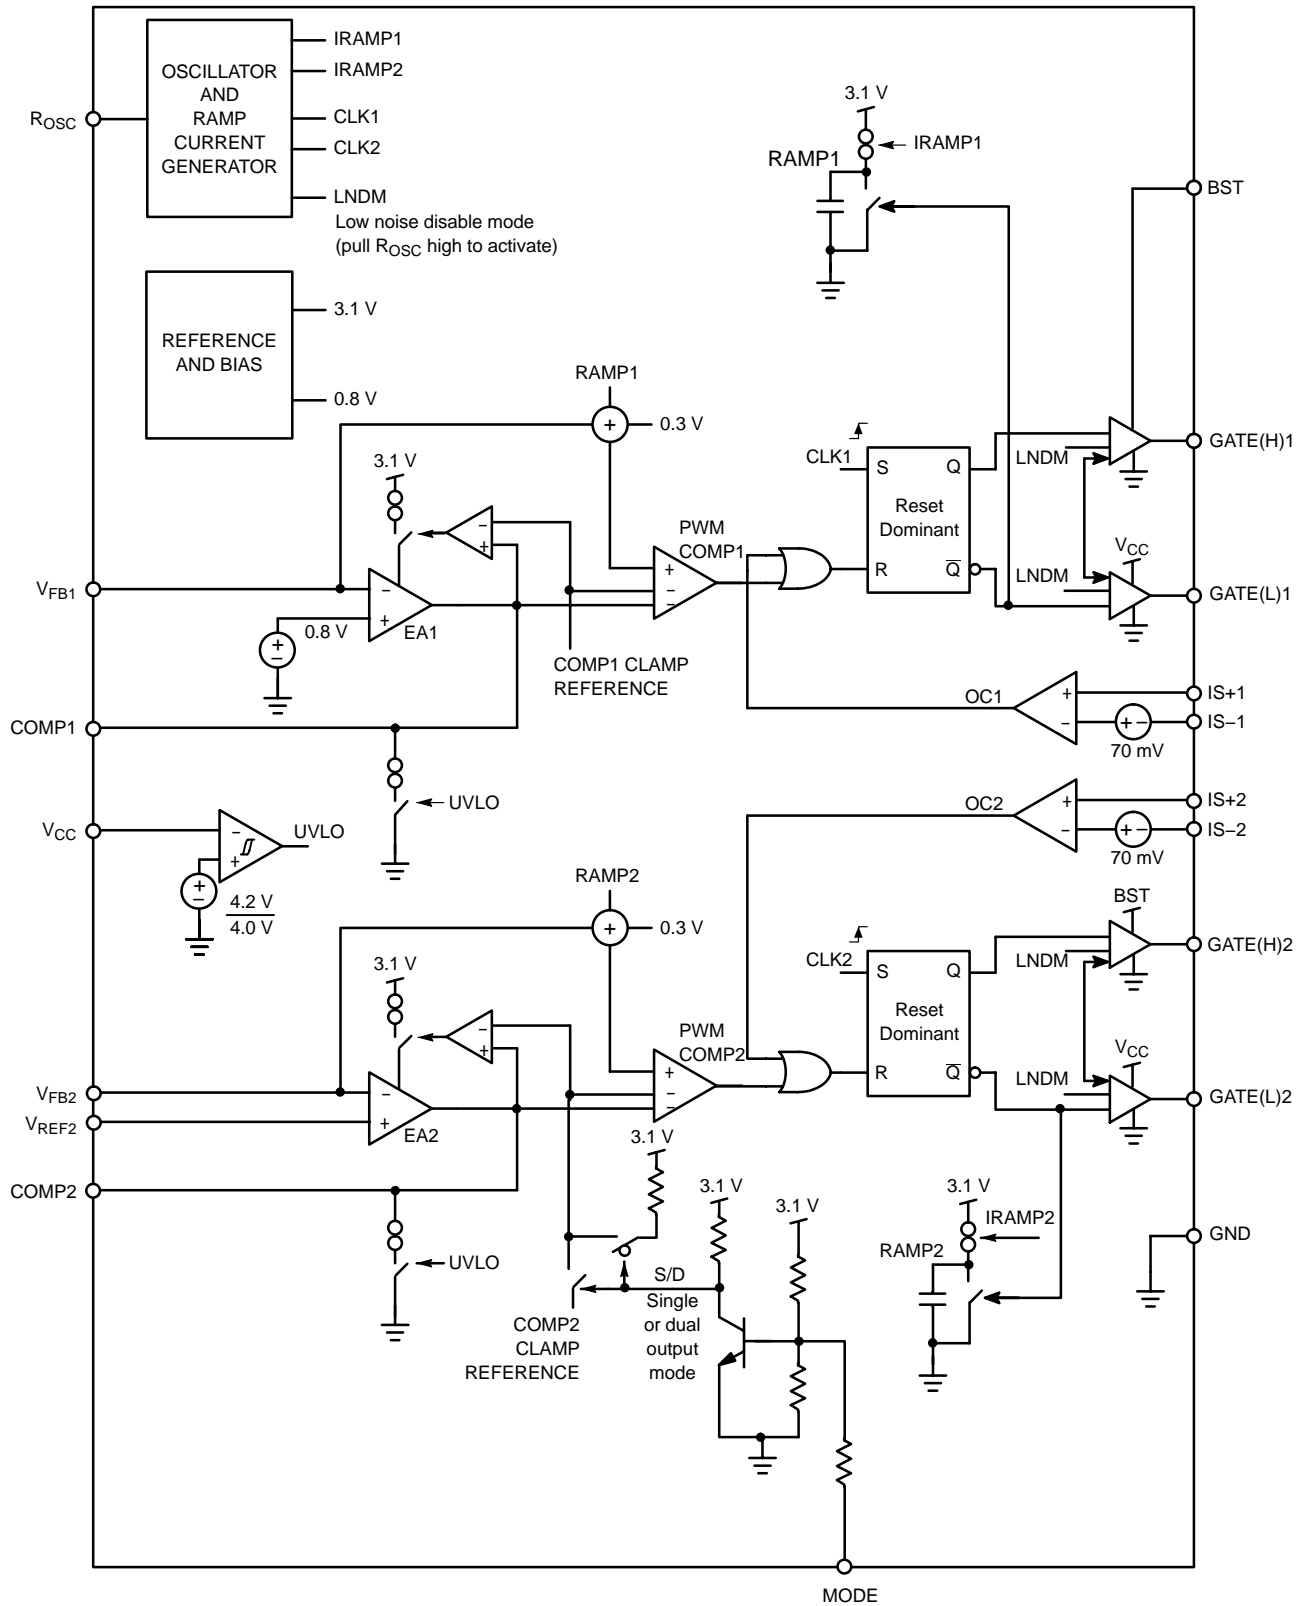 IRAMP1
IRAMP2
CLK1
CLK2
LNDM
OSCILLATOR
AND
RAMP
CURRENT
GENERATOR
ROSC
Low noise disable mode
(pull ROSC high to activate)
3.1 V
IRAMP1
RAMP1
BST
REFERENCE
AND BIAS
3.1 V
0.8 V
RAMP1
+
0.3 V
3.1 V
−
+
VFB1
−
+
EA1
0.8 V
+
−
COMP1 CLAMP
REFERENCE
PWM
COMP1
+
−
−
CLK1
S
Q
Reset
Dominant
R
Q
LNDM
GATE(H)1
VCC
LNDM
GATE(L)1
OC1
+
−
+ −
70 mV
IS+1
IS−1
COMP1
UVLO
VCC
−
+
UVLO
+
−
4.2 V
4.0 V
OC2
+
−
+ −
70 mV
IS+2
IS−2
RAMP2
+
0.3 V
3.1 V
−
+
VFB2
VREF2
−
+
EA2
PWM
COMP2
+
−
−
CLK2
S
Q
Reset
Dominant
R
Q
BST
LNDM
GATE(H)2
VCC
LNDM
GATE(L)2
COMP2
UVLO
3.1 V
3.1 V
3.1 V
S/D
Single
or dual
output
mode
COMP2
CLAMP
REFERENCE
3.1 V
IRAMP2
RAMP2
GND
MODE